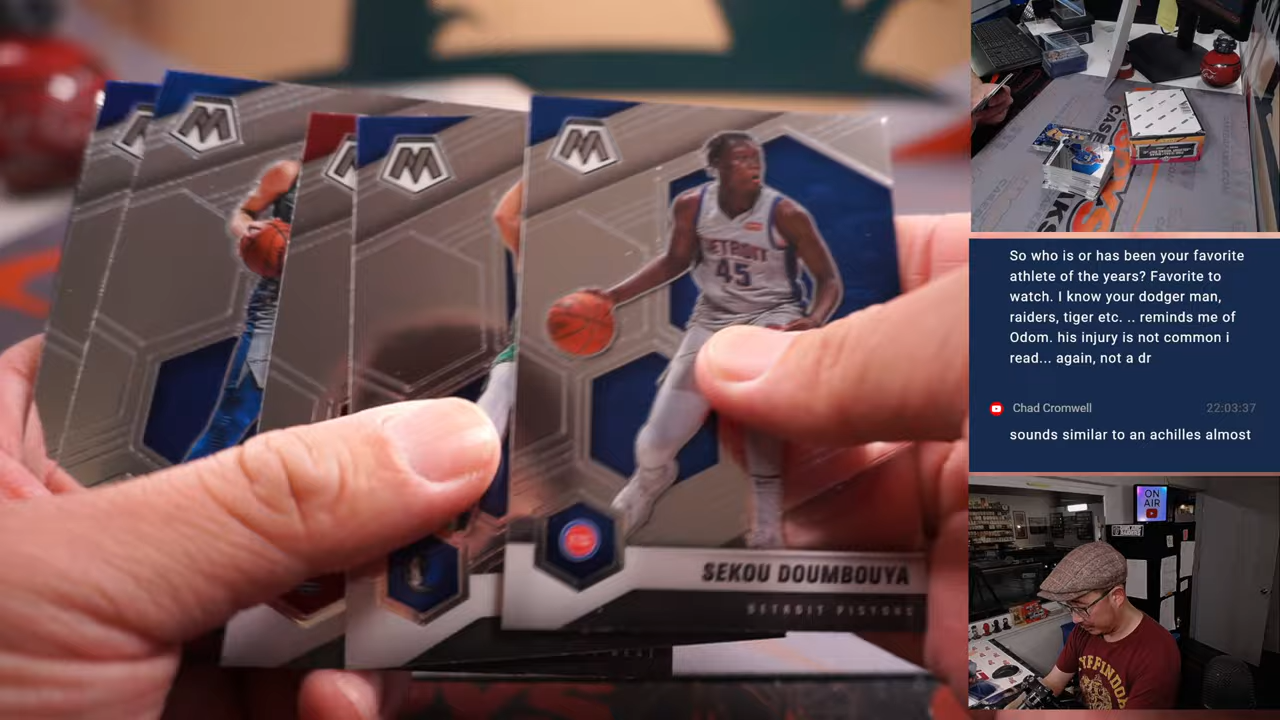 DETROIT
45
SEKOU DOUMBOUYA
DETROIT PISTONS
So who is or has been your favorite
athlete of the years? Favorite to
watch. I know your dodger man,
raiders, tiger etc. .. reminds me of
Odom. his injury is not common i
read... again, not a dr
Chad Cromwell
22:03:37
sounds similar to an achilles almost
ON
AIR